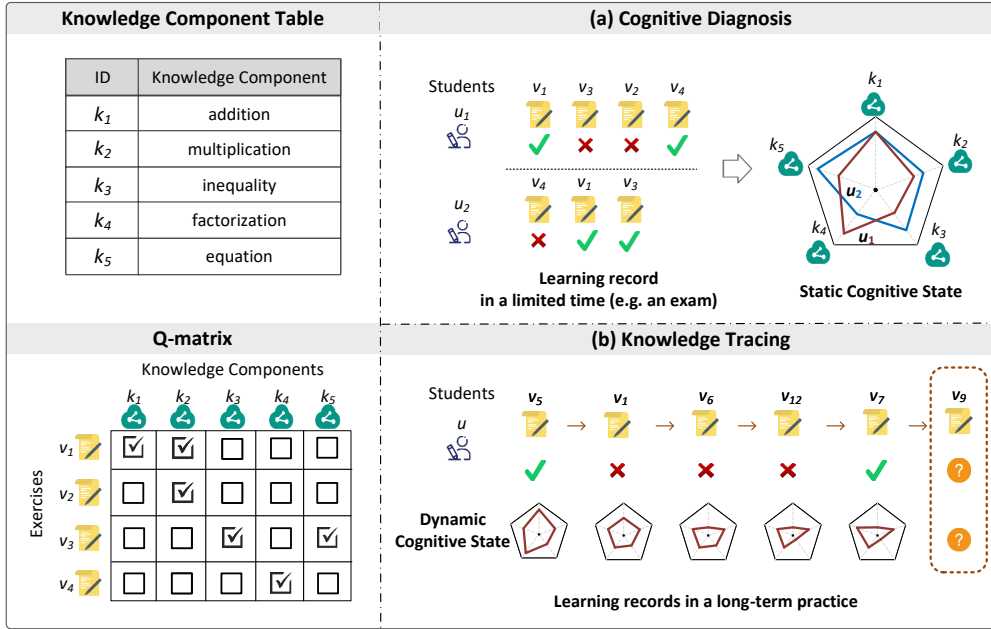 Knowledge Component Table
ID Knowledge Component
k1 addition
k2 multiplication
k3 inequality
k4 factorization
k5 equation
Q-matrix
Knowledge Components
k1 k2 k3 k4 k5
Exercises
v1
v2
v3
v4
(a) Cognitive Diagnosis
Students v1 v3 v2 v4
u1
v4 v1 v3
u2
Learning record
in a limited time (e.g. an exam)
k1
k5 k2
u2
k4 k3
u1
Static Cognitive State
(b) Knowledge Tracing
Students v5 v1 v6 v12 v7 v9
u
?
Dynamic
Cognitive State
?
Learning records in a long-term practice